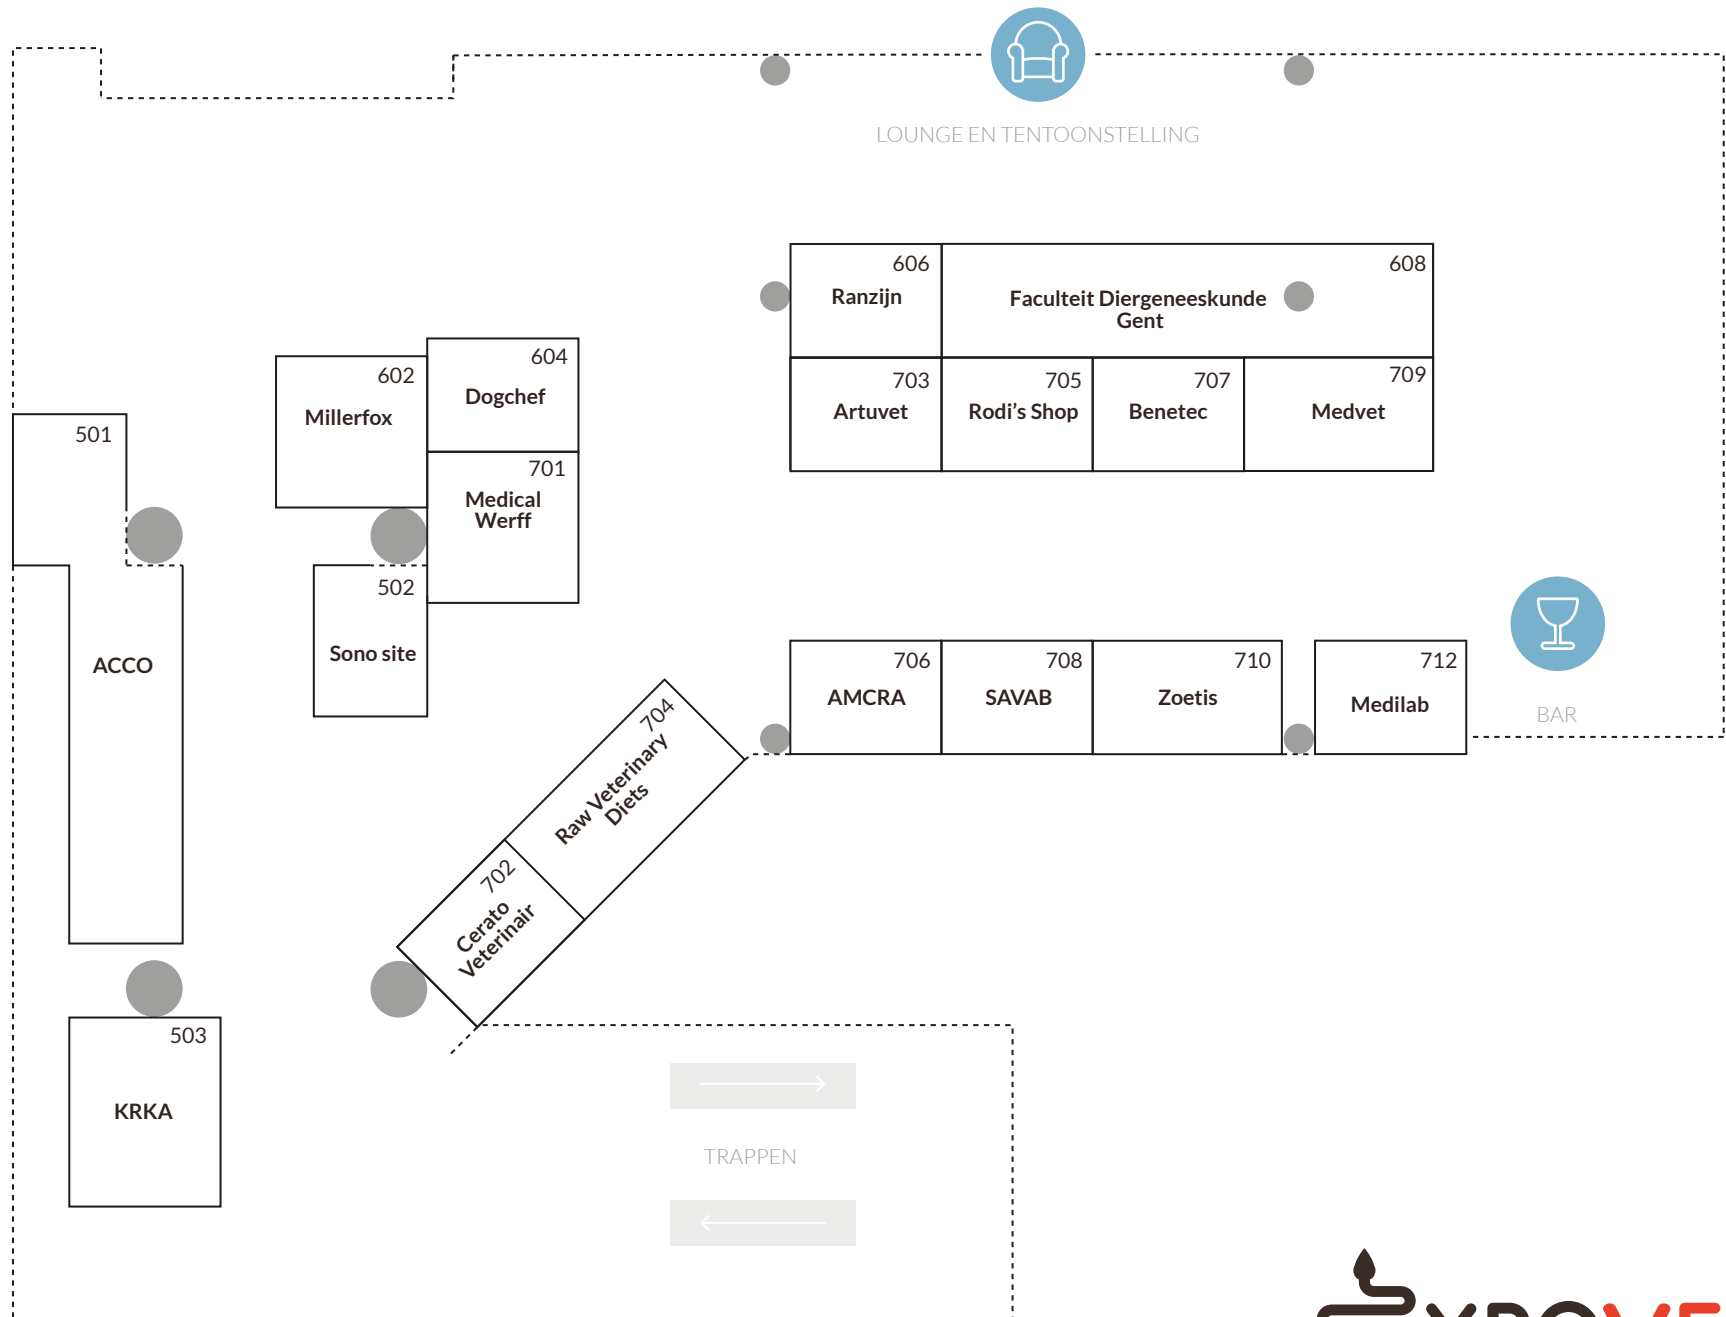 LOUNGE EN TENTOONSTELLING
606
Ranzijn
608
Faculteit Diergeneeskunde
Gent
604
Dogchef
602
Millerfox
703
Artuvet
705
Rodi's Shop
707
Benetec
709
Medvet
501
ACCO
701
Medical
Werff
502
Sono site
706
AMCRA
708
SAVAB
710
Zoetis
712
Medilab
BAR
704
Raw Veterinary
Diets
702
Cerato
Veterinair
503
KRKA
TRAPPEN